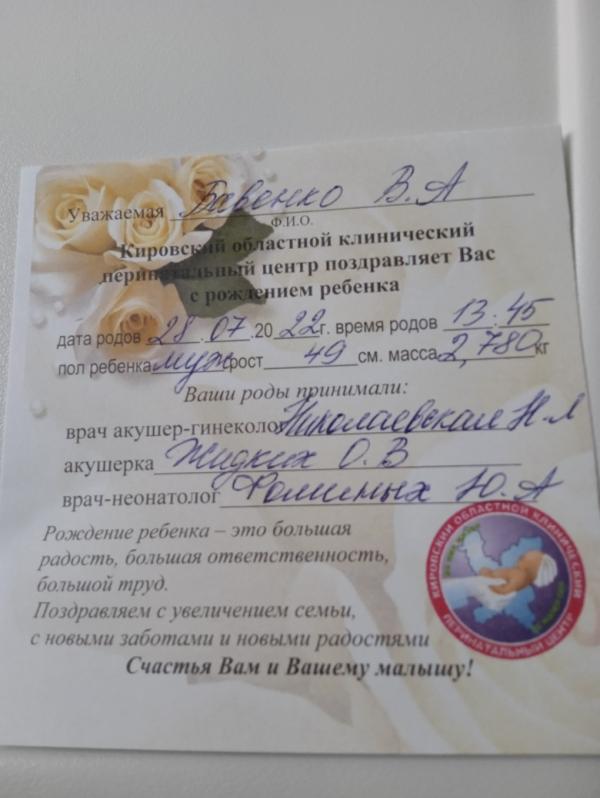 Уважаемая Бавенко В.А
Ф.И.О.
Кировский областной клинический
перинатальный центр поздравляет Вас
с рождением ребенка
дата родов 28.07.2022г. время родов 13.45
пол ребенка муж рост 49 см. масса 2,780 кг
Ваши роды принимали:
врач акушер-гинеколог Николаевская Н.Л
акушерка Жидких О.В
врач-неонатолог Фоминых Ю.А
Рождение ребенка – это большая
радость, большая ответственность,
большой труд.
Поздравляем с увеличением семьи,
с новыми заботами и новыми радостями
Счастья Вам и Вашему малышу!
КИРОВСКИЙ ОБЛАСТНОЙ КЛИНИЧЕСКИЙ
ПЕРИНАТАЛЬНЫЙ ЦЕНТР